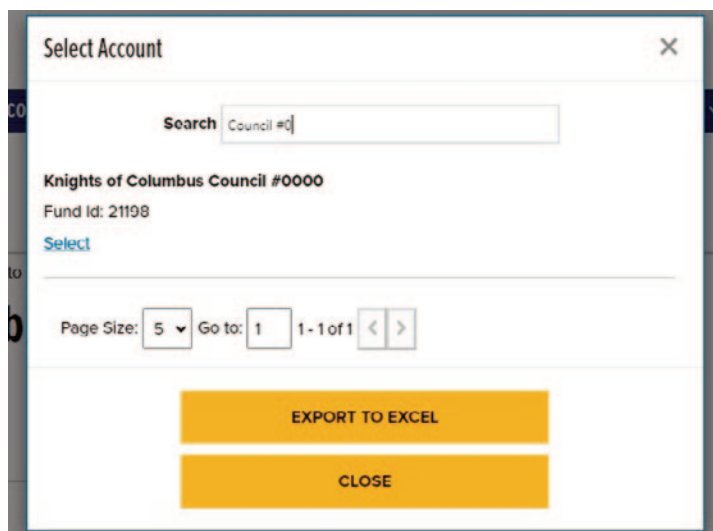 Select Account
Search Council #0
Knights of Columbus Council #0000
Fund Id: 21198
Select
to
Page Size: 5 Go to: 1 1 - 1 of 1 < >
EXPORT TO EXCEL
CLOSE